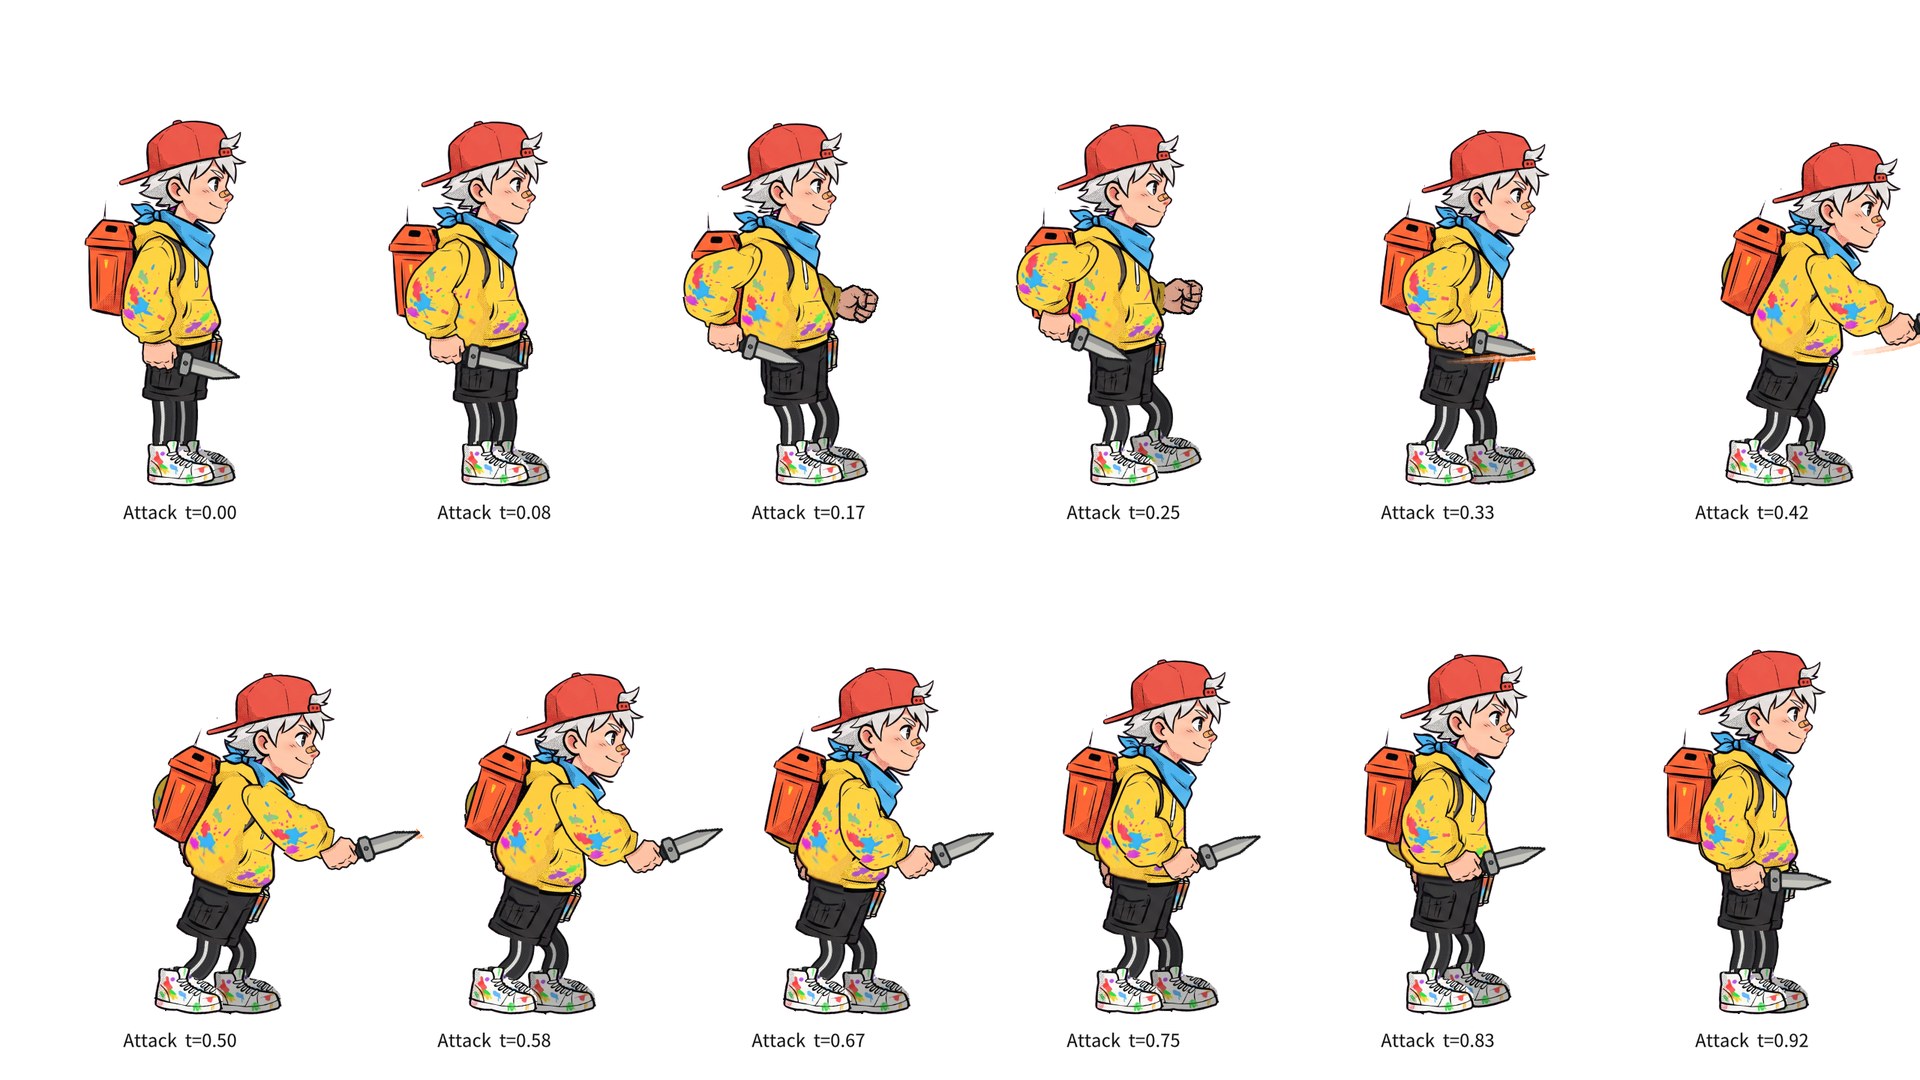 Attack t=0.00
Attack t=0.08
Attack t=0.17
Attack t=0.25
Attack t=0.33
Attack t=0.42
Attack t=0.50
Attack t=0.58
Attack t=0.67
Attack t=0.75
Attack t=0.83
Attack t=0.92